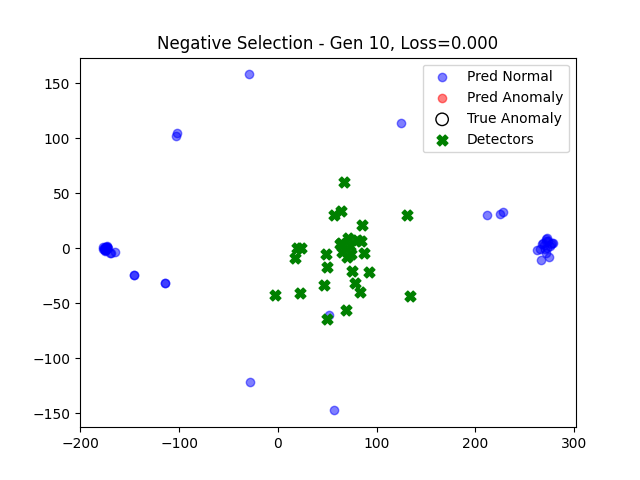 Negative Selection - Gen 10, Loss=0.000
Pred Normal
Pred Anomaly
True Anomaly
Detectors
150
100
50
0
−50
−100
−150
−200
−100
0
100
200
300